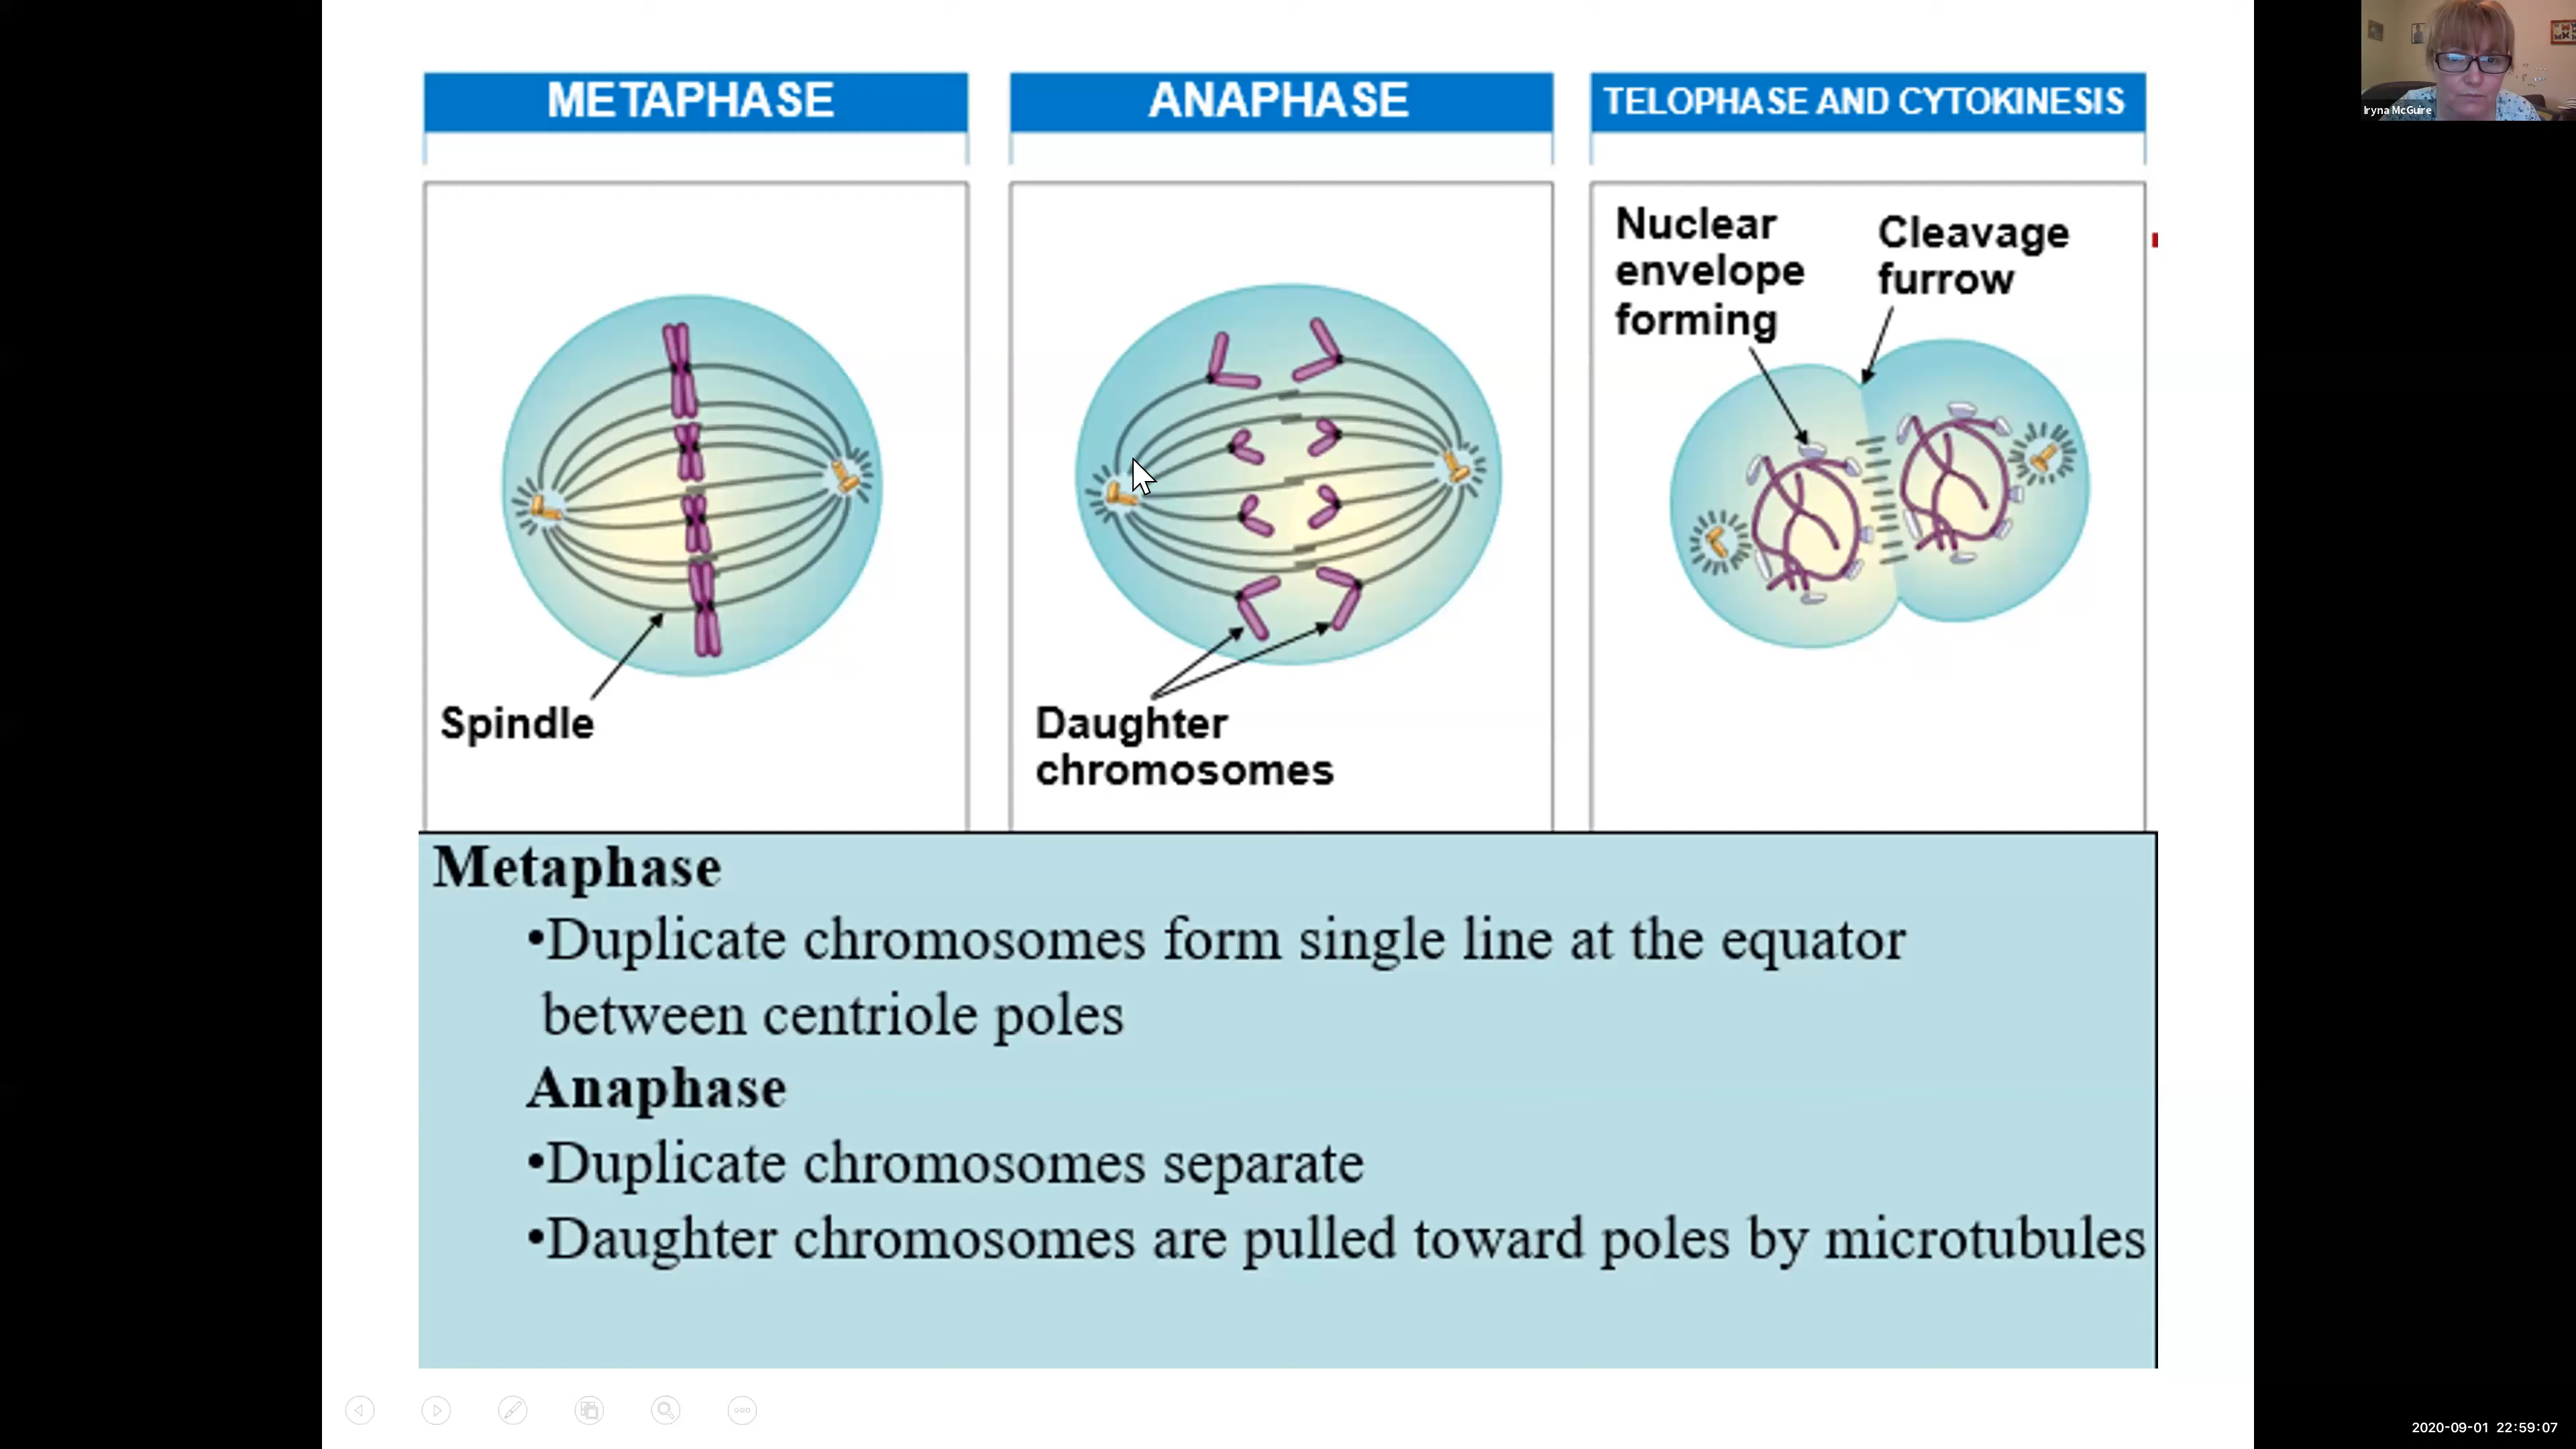 METAPHASE
ANAPHASE
TELOPHASE AND CYTOKINESIS
Iryna McGuire
Nuclear
envelope
forming
Cleavage
furrow
Spindle
Daughter
chromosomes
Metaphase
•Duplicate chromosomes form single line at the equator
between centriole poles
Anaphase
•Duplicate chromosomes separate
•Daughter chromosomes are pulled toward poles by microtubules
2020-09-01 22:59:07